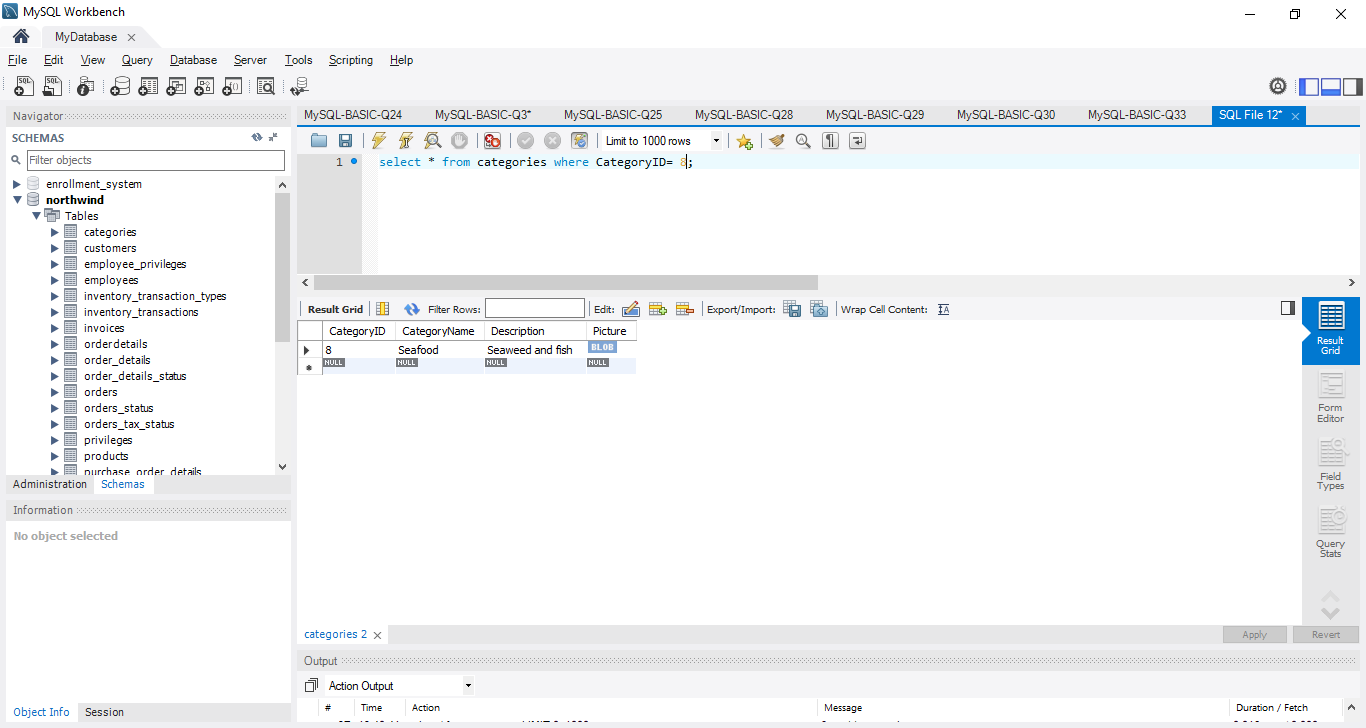 MySQL Workbench
MyDatabase
File Edit View Query Database Server Tools Scripting Help
Navigator
SCHEMAS
Filter objects
enrollment_system
northwind
Tables
categories
customers
employee_privileges
employees
inventory_transaction_types
inventory_transactions
invoices
orderdetails
order_details
order_details_status
orders
orders_status
orders_tax_status
privileges
products
purchase_order_details
Administration Schemas
Information
No object selected
Object Info Session
MySQL-BASIC-Q24 MySQL-BASIC-Q3* MySQL-BASIC-Q25 MySQL-BASIC-Q28 MySQL-BASIC-Q29 MySQL-BASIC-Q30 MySQL-BASIC-Q33 SQL File 12*
Limit to 1000 rows
1 select * from categories where CategoryID= 8;
Result Grid Filter Rows: Edit: Export/Import: Wrap Cell Content:
CategoryID CategoryName Description Picture
8 Seafood Seaweed and fish BLOB
NULL NULL NULL NULL
Result
Grid
Form
Editor
Field
Types
Query
Stats
categories 2
Apply Revert
Output
Action Output
# Time Action Message Duration / Fetch